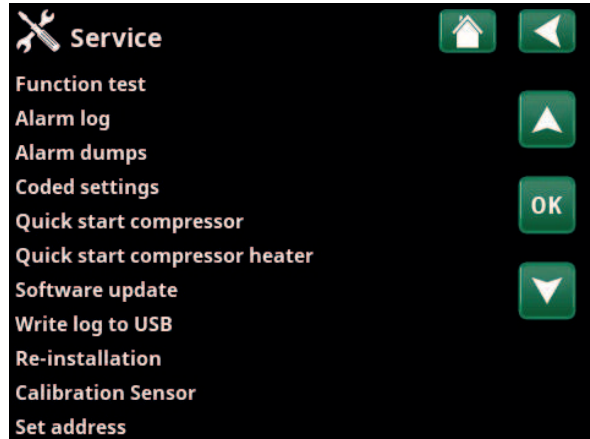 Service
Function test
Alarm log
Alarm dumps
Coded settings
OK
Quick start compressor
Quick start compressor heater
Software update
Write log to USB
Re-installation
Calibration Sensor
Set address